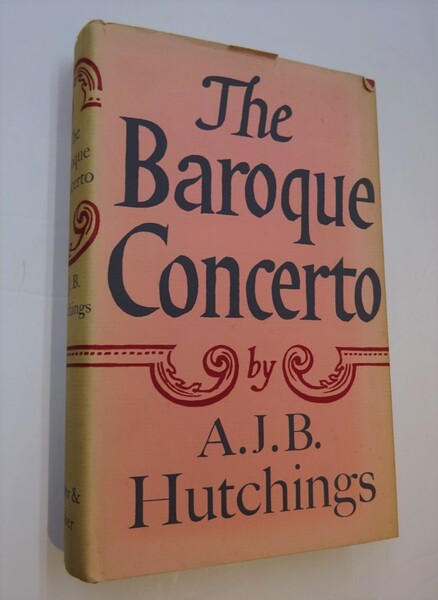 The
Baroque
Concerto
by
A.J.B.
Hutchings